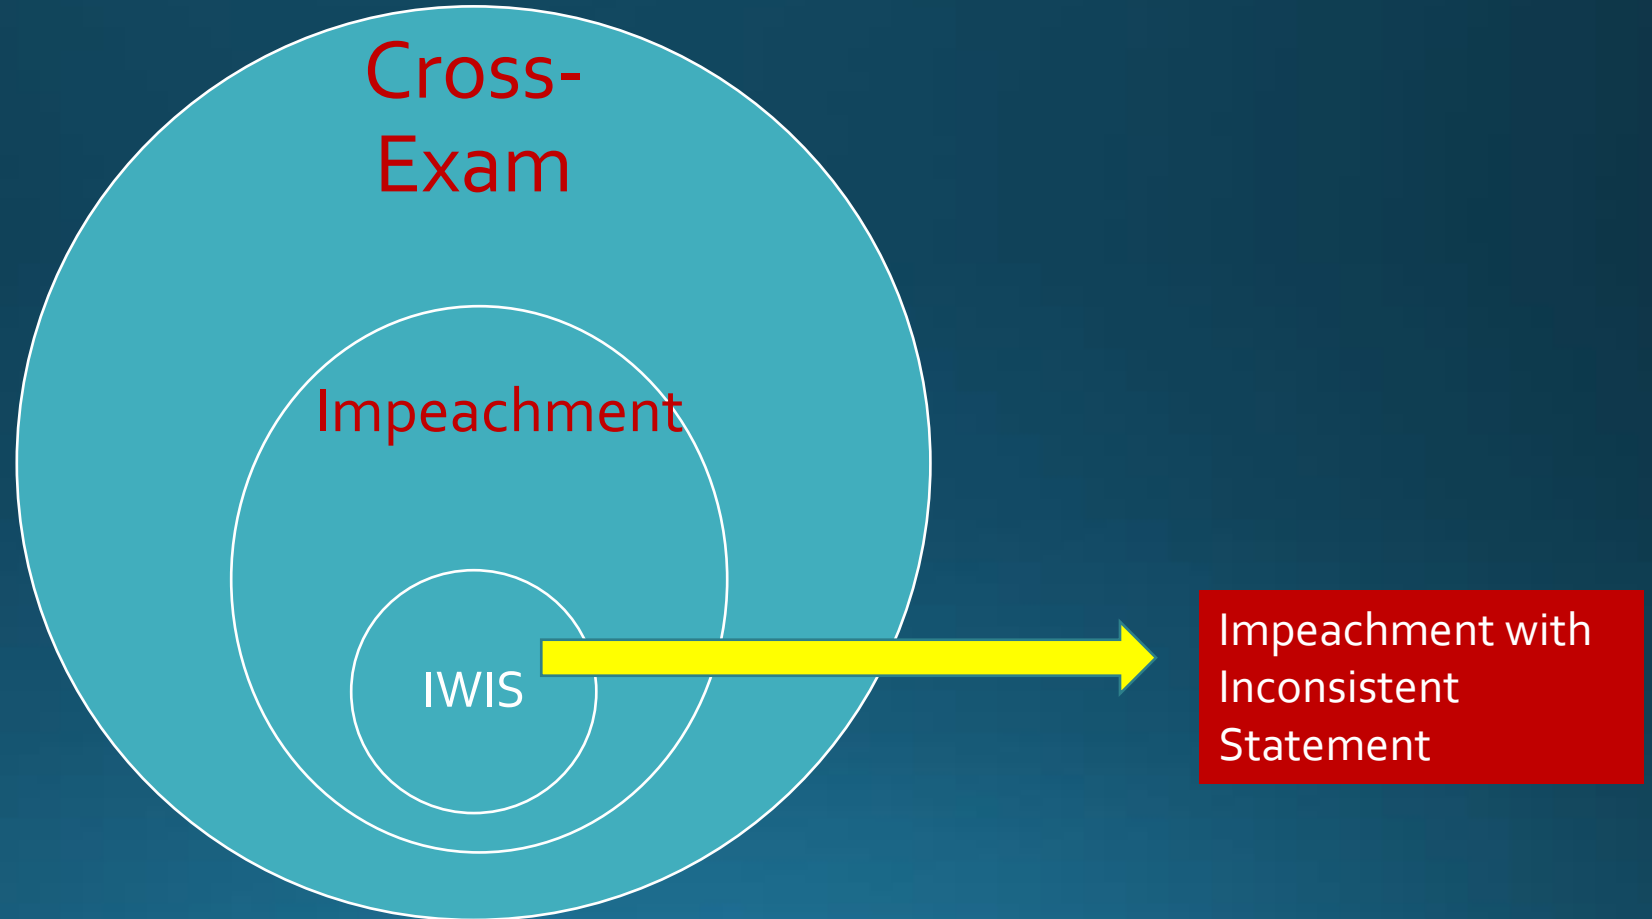 Cross-
Exam
Impeachment
IWIS
Impeachment with
Inconsistent
Statement